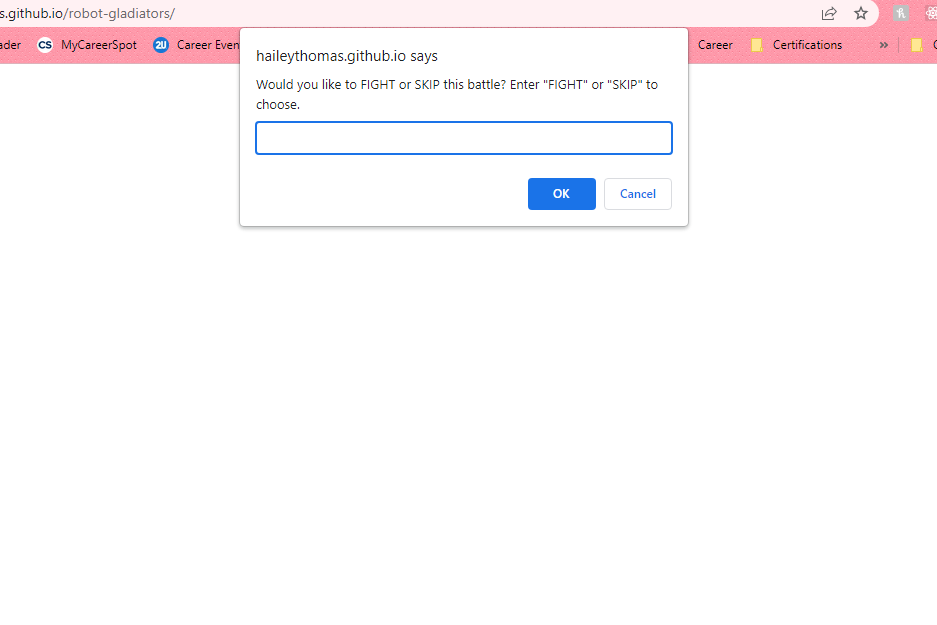 s.github.io/robot-gladiators/
ader CS MyCareerSpot 2U Career Even Career Certifications »
haileythomas.github.io says
Would you like to FIGHT or SKIP this battle? Enter "FIGHT" or "SKIP" to
choose.
OK Cancel